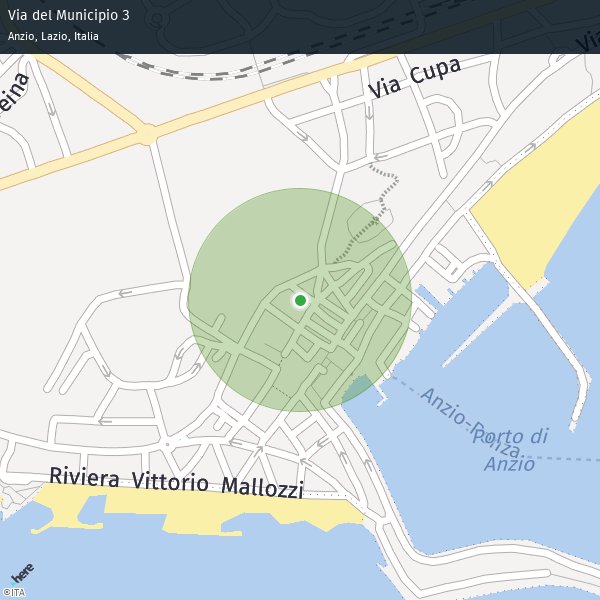 Via del Municipio 3
Anzio, Lazio, Italia
eina
Via Cupa
Via
Anzio-Ponza
Porto di
Anzio
Riviera Vittorio Mallozzi
here
©ITA